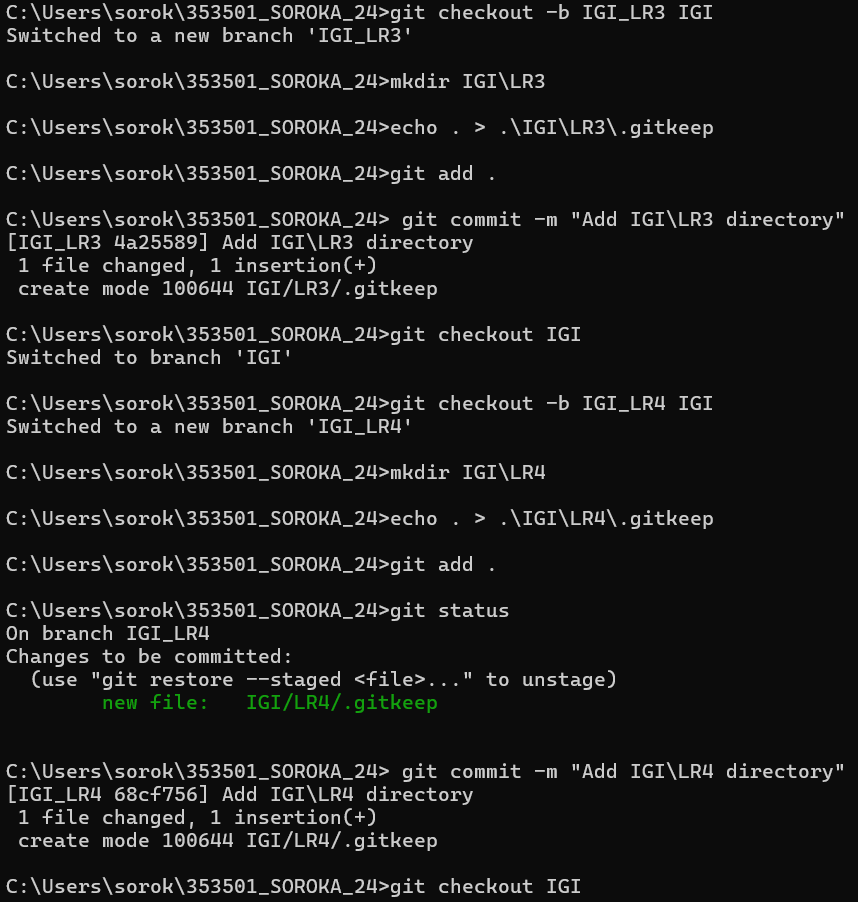 C:\Users\sorok\353501_SOROKA_24>git checkout -b IGI_LR3 IGI
Switched to a new branch 'IGI_LR3'
C:\Users\sorok\353501_SOROKA_24>mkdir IGI\LR3
C:\Users\sorok\353501_SOROKA_24>echo . > .\IGI\LR3\.gitkeep
C:\Users\sorok\353501_SOROKA_24>git add .
C:\Users\sorok\353501_SOROKA_24> git commit -m "Add IGI\LR3 directory"
[IGI_LR3 4a25589] Add IGI\LR3 directory
 1 file changed, 1 insertion(+)
 create mode 100644 IGI/LR3/.gitkeep
C:\Users\sorok\353501_SOROKA_24>git checkout IGI
Switched to branch 'IGI'
C:\Users\sorok\353501_SOROKA_24>git checkout -b IGI_LR4 IGI
Switched to a new branch 'IGI_LR4'
C:\Users\sorok\353501_SOROKA_24>mkdir IGI\LR4
C:\Users\sorok\353501_SOROKA_24>echo . > .\IGI\LR4\.gitkeep
C:\Users\sorok\353501_SOROKA_24>git add .
C:\Users\sorok\353501_SOROKA_24>git status
On branch IGI_LR4
Changes to be committed:
  (use "git restore --staged <file>..." to unstage)
        new file:   IGI/LR4/.gitkeep
C:\Users\sorok\353501_SOROKA_24> git commit -m "Add IGI\LR4 directory"
[IGI_LR4 68cf756] Add IGI\LR4 directory
 1 file changed, 1 insertion(+)
 create mode 100644 IGI/LR4/.gitkeep
C:\Users\sorok\353501_SOROKA_24>git checkout IGI